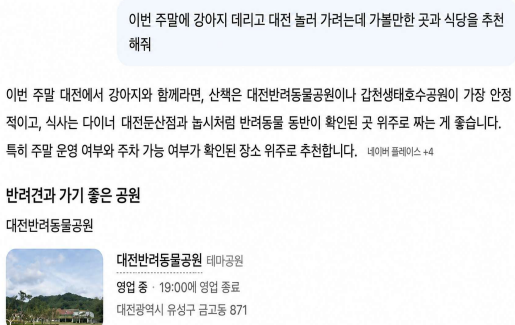 이번 주말에 강아지 데리고 대전 놀러 가려는데 가볼만한 곳과 식당을 추천
해줘
이번 주말 대전에서 강아지와 함께라면, 산책은 대전반려동물공원이나 갑천생태호수공원이 가장 안정
적이고, 식사는 다이너 대전둔산점과 놉시처럼 반려동물 동반이 확인된 곳 위주로 짜는 게 좋습니다.
특히 주말 운영 여부와 주차 가능 여부가 확인된 장소 위주로 추천합니다. 네이버 플레이스 +4
반려견과 가기 좋은 공원
대전반려동물공원
대전반려동물공원 테마공원
영업 중 · 19:00에 영업 종료
대전광역시 유성구 금고동 871